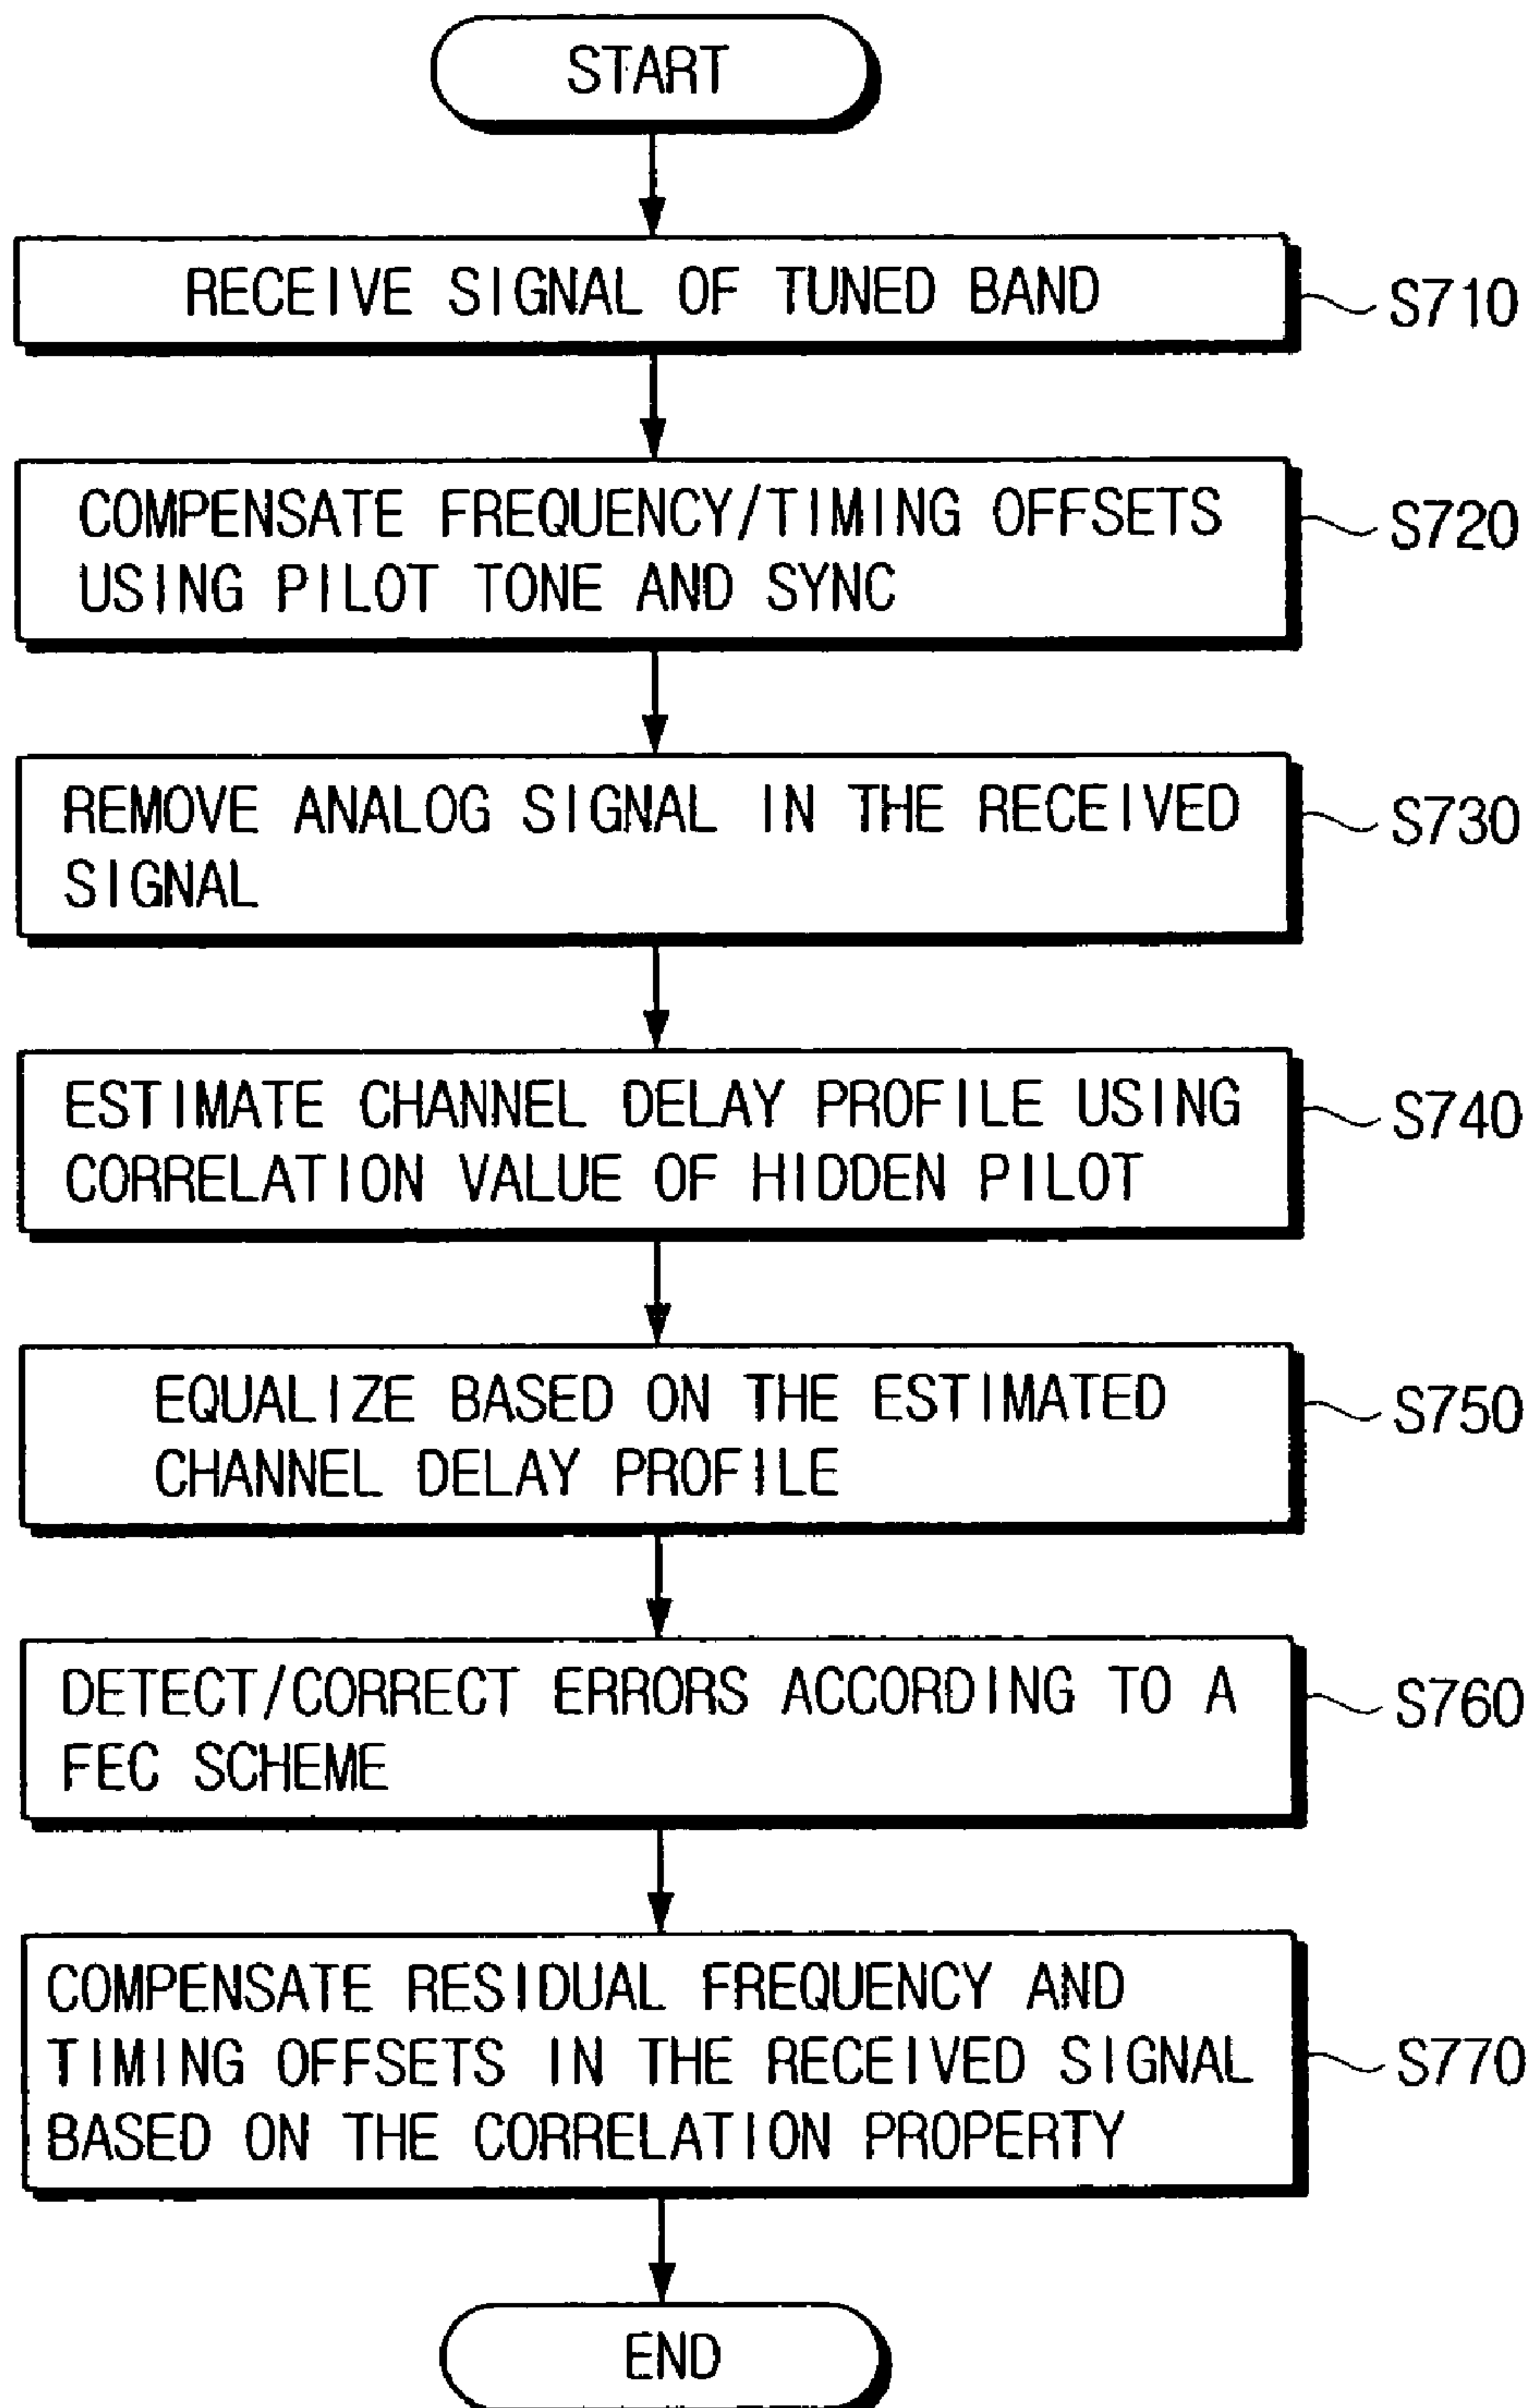 START
RECEIVE SIGNAL OF TUNED BAND
S710
COMPENSATE FREQUENCY/TIMING OFFSETS
USING PILOT TONE AND SYNC
S720
REMOVE ANALOG SIGNAL IN THE RECEIVED
SIGNAL
S730
ESTIMATE CHANNEL DELAY PROFILE USING
CORRELATION VALUE OF HIDDEN PILOT
S740
EQUALIZE BASED ON THE ESTIMATED
CHANNEL DELAY PROFILE
S750
DETECT/CORRECT ERRORS ACCORDING TO A
FEC SCHEME
S760
COMPENSATE RESIDUAL FREQUENCY AND
TIMING OFFSETS IN THE RECEIVED SIGNAL
BASED ON THE CORRELATION PROPERTY
S770
END